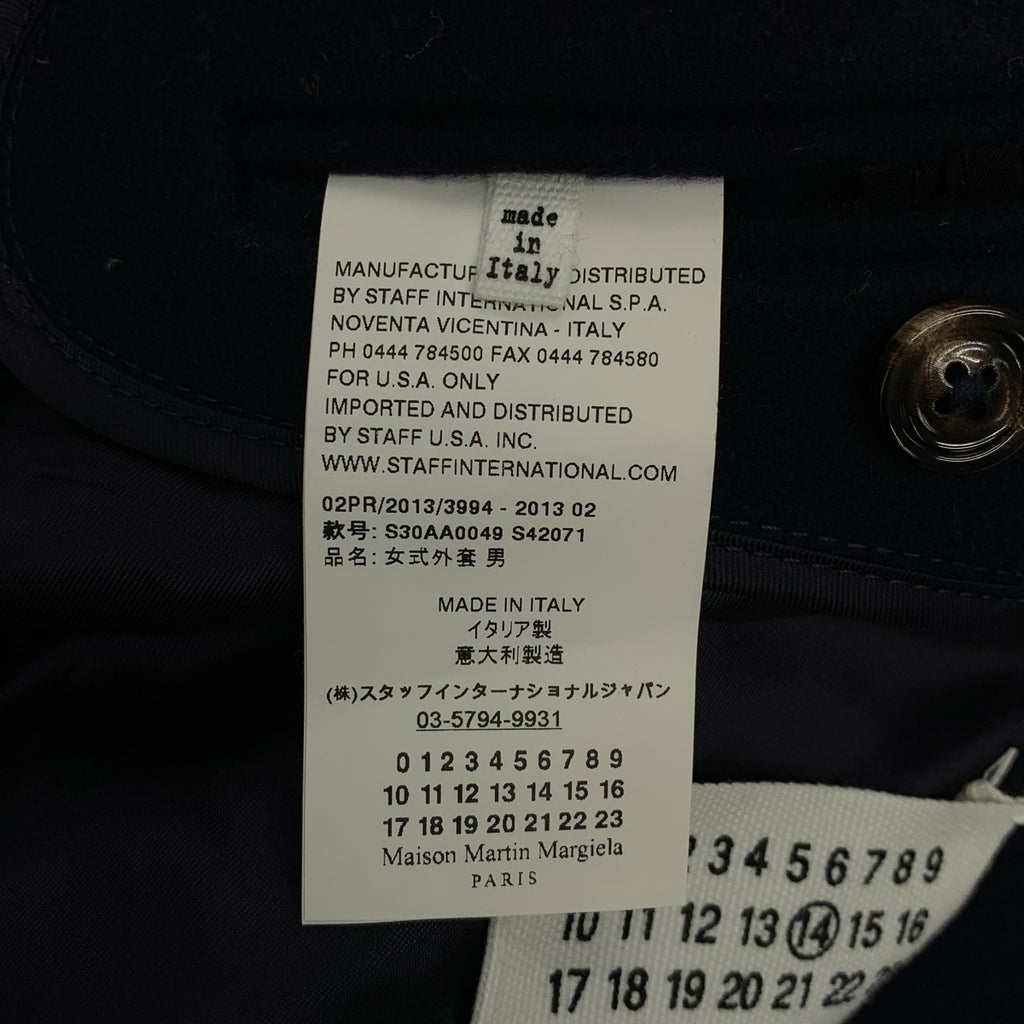 made
in
Italy
MANUFACTUR DISTRIBUTED
BY STAFF INTERNATIONAL S.P.A.
NOVENTA VICENTINA - ITALY
PH 0444 784500 FAX 0444 784580
FOR U.S.A. ONLY
IMPORTED AND DISTRIBUTED
BY STAFF U.S.A. INC.
WWW.STAFFINTERNATIONAL.COM
02PR/2013/3994 - 2013 02
款号: S30AA0049 S42071
品名: 女式外套 男
MADE IN ITALY
イタリア製
意大利製造
(株)スタッフインターナショナルジャパン
03-5794-9931
0 1 2 3 4 5 6 7 8 9
10 11 12 13 14 15 16
17 18 19 20 21 22 23
Maison Martin Margiela
PARIS
3 4 5 6 7 8 9
10 11 12 13 14 15 16
17 18 19 20 21 22